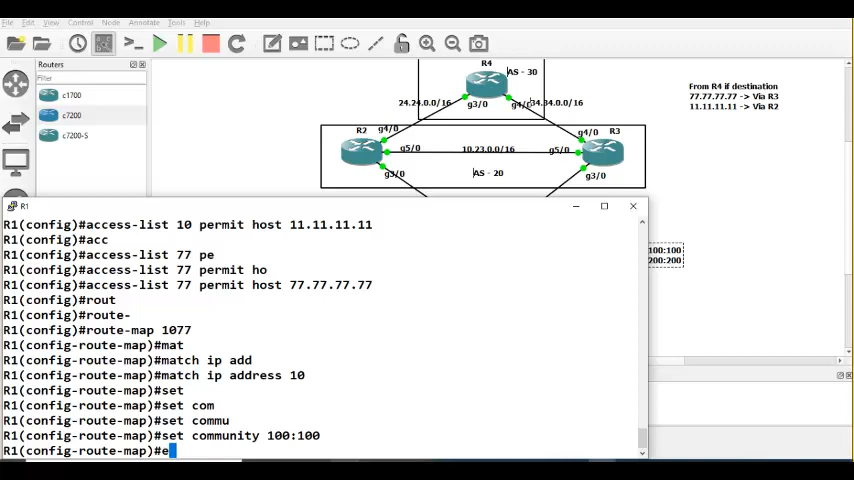 File Edit View Control Node Annotate Tools Help
Routers
Filter
c1700
c7200
c7200-S
R4
AS - 30
24.24.0.0/16
g3/0
g4/0
34.34.0.0/16
From R4 if destination
77.77.77.77 -> Via R3
11.11.11.11 -> Via R2
R2
g4/0
g4/0
R3
g5/0
10.23.0.0/16
g5/0
g3/0
AS - 20
g3/0
100:100
200:200
R1
R1(config)#access-list 10 permit host 11.11.11.11
R1(config)#acc
R1(config)#access-list 77 pe
R1(config)#access-list 77 permit ho
R1(config)#access-list 77 permit host 77.77.77.77
R1(config)#rout
R1(config)#route-
R1(config)#route-map 1077
R1(config-route-map)#mat
R1(config-route-map)#match ip add
R1(config-route-map)#match ip address 10
R1(config-route-map)#set
R1(config-route-map)#set com
R1(config-route-map)#set commu
R1(config-route-map)#set community 100:100
R1(config-route-map)#e